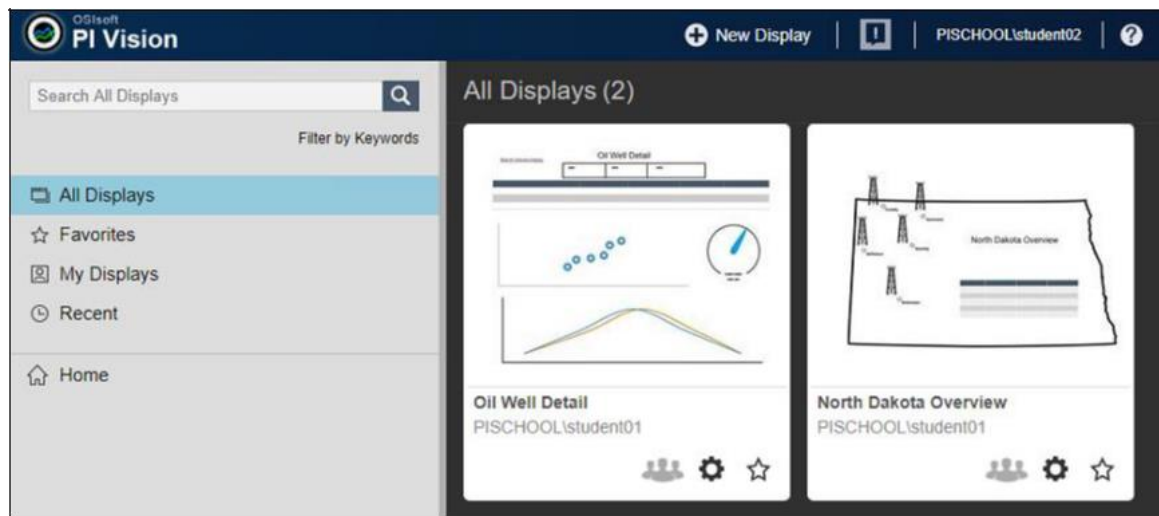 OSIsoft
PI Vision
New Display
PISCHOOL\student02
Search All Displays
Filter by Keywords
All Displays
Favorites
My Displays
Recent
Home
All Displays (2)
Oil Well Detail
Oil Well Detail
PISCHOOL\student01
North Dakota Overview
North Dakota Overview
PISCHOOL\student01